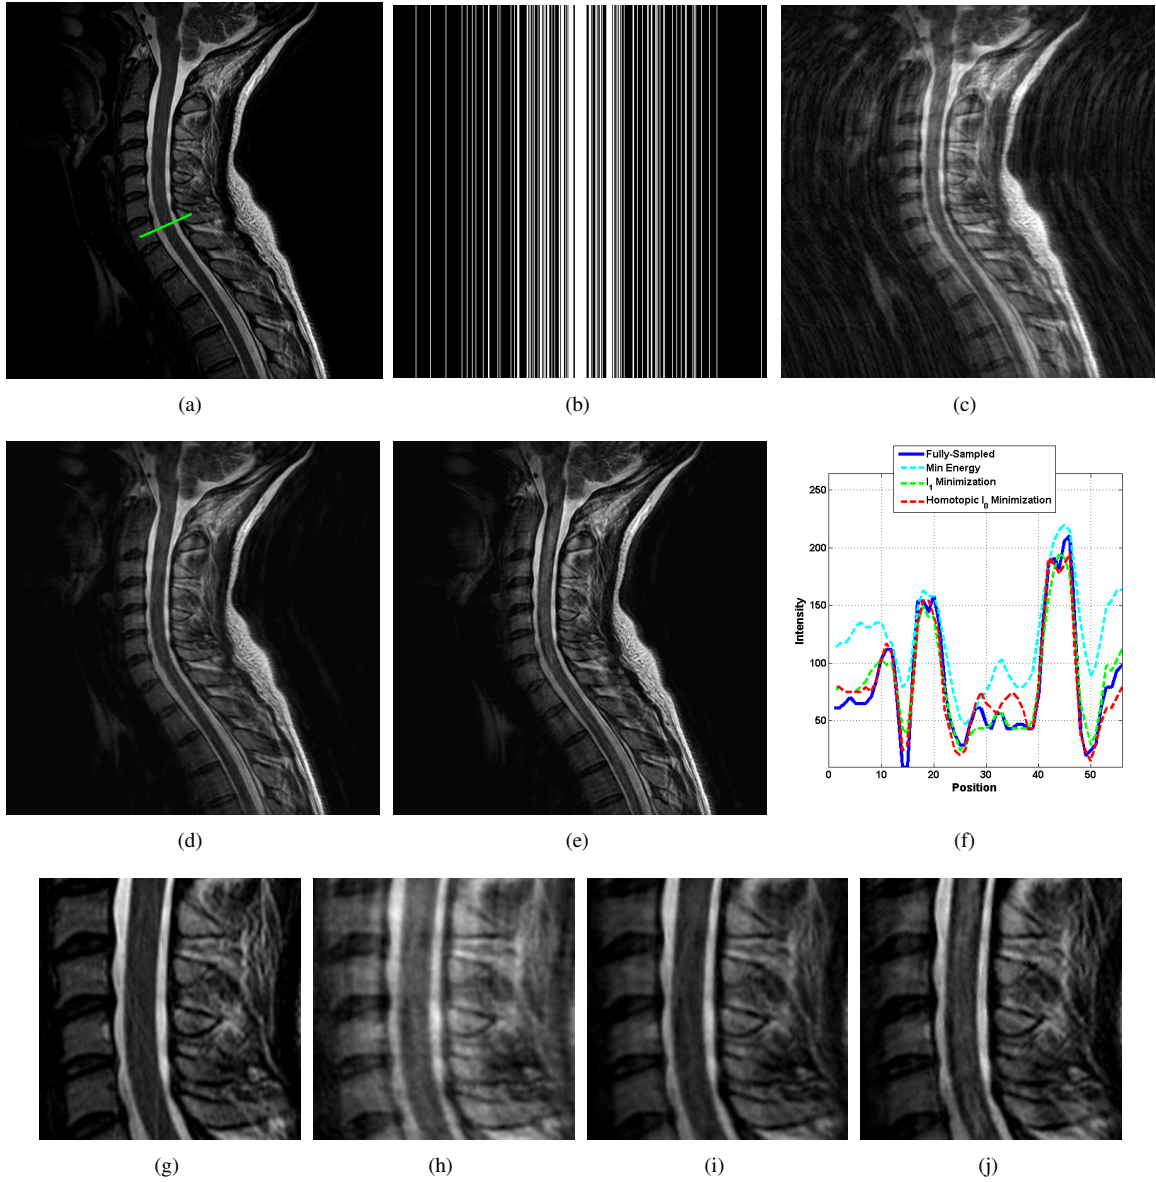 (a)
(b)
(c)
Fully-Sampled
Min Energy
l1 Minimization
Homotopic l0 Minimization
250
200
150
100
50
Intensity
0
10
20
30
40
50
Position
(d)
(e)
(f)
(g)
(h)
(i)
(j)